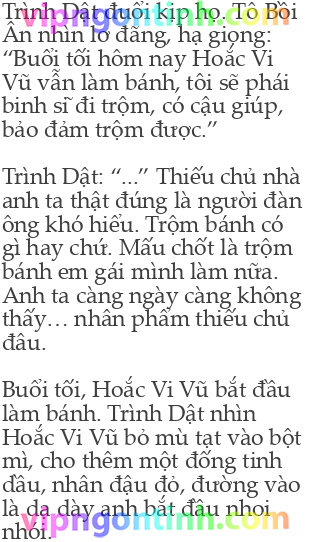 Trình Dật đuổi kịp họ, Tô Bồi
Ân nhìn lơ đãng, hạ giọng:
“Buổi tối hôm nay Hoắc Vi
Vũ vẫn làm bánh, tôi sẽ phái
binh sĩ đi trộm, có cậu giúp,
bảo đảm trộm được.”
Trình Dật: “...” Thiếu chủ nhà
anh ta thật đúng là người đàn
ông khó hiểu. Trộm bánh có
gì hay chứ. Mấu chốt là trộm
bánh em gái mình làm nữa.
Anh ta càng ngày càng không
thấy… nhân phẩm thiếu chủ
đâu.
Buổi tối, Hoắc Vi Vũ bắt đầu
làm bánh. Trình Dật nhìn
Hoắc Vi Vũ bỏ mù tạt vào bột
mì, cho thêm một đống tinh
dầu, nhân đậu đỏ, đường vào
là dạ dày anh bắt đầu nhoi
nhói.
vipngontinh.com
vipngontinh.com